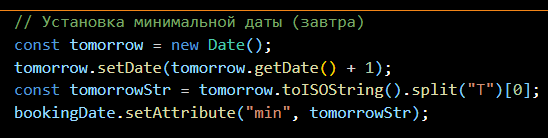 // Установка минимальной даты (завтра)
const tomorrow = new Date();
tomorrow.setDate(tomorrow.getDate() + 1);
const tomorrowStr = tomorrow.toISOString().split("T")[0];
bookingDate.setAttribute("min", tomorrowStr);